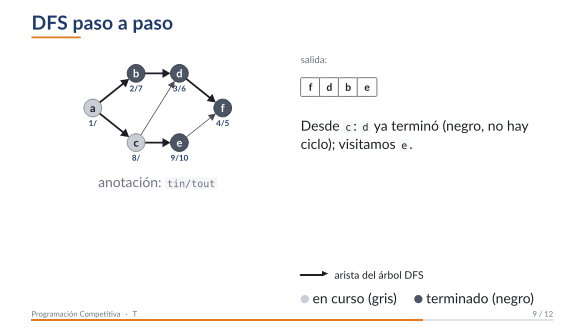 DFS paso a paso
b
d
2/7
3/6
a
f
1/
4/5
c
e
8/
9/10
anotación: tin/tout
salida:
f d b e
Desde c: d ya terminó (negro, no hay
ciclo); visitamos e.
arista del árbol DFS
en curso (gris) terminado (negro)
Programación Competitiva · T
9 / 12